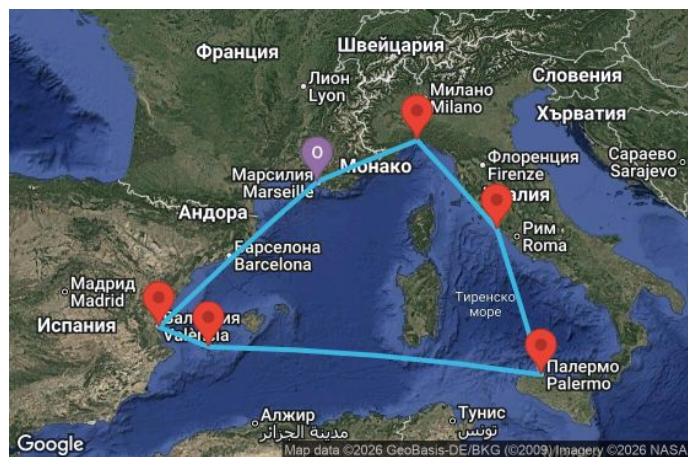 Франция
Швейцария
Лион
Lyon
Милано
Milano
Словения
Хърватия
О
Марсилия
Marseille
Монако
Флоренция
Firenze
Сараево
Sarajevo
Андора
Рим
Roma
Барселона
Barcelona
Мадрид
Madrid
Испания
València
Тиренско
море
Палермо
Palermo
Алжир
مدينة الجزائر
Тунис
تونس
Google
Map data ©2026 GeoBasis-DE/BKG (©2009) Imagery ©2026 NASA